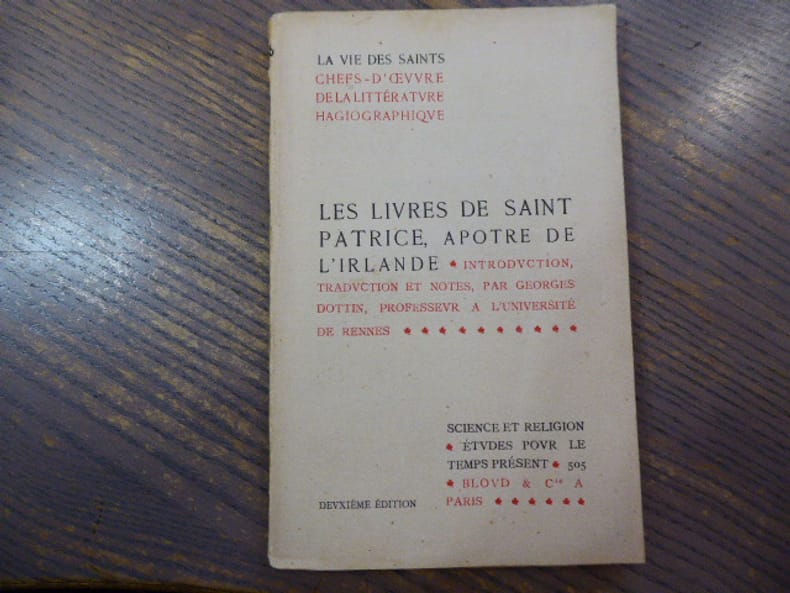 LA VIE DES SAINTS
CHEFS-D'ŒVVRE
DE LA LITTÉRATVRE
HAGIOGRAPHIQVE
LES LIVRES DE SAINT
PATRICE, APOTRE DE
L'IRLANDE * INTRODVCTION,
TRADVCTION ET NOTES, PAR GEORGES
DOTTIN, PROFESSEVR A L'UNIVERSITÉ
DE RENNES * * * * * * * * * *
SCIENCE ET RELIGION
* ÉTVDES POVR LE
TEMPS PRÉSENT * 505
* BLOVD & Cie A
PARIS * * * * * *
DEVXIÈME ÉDITION